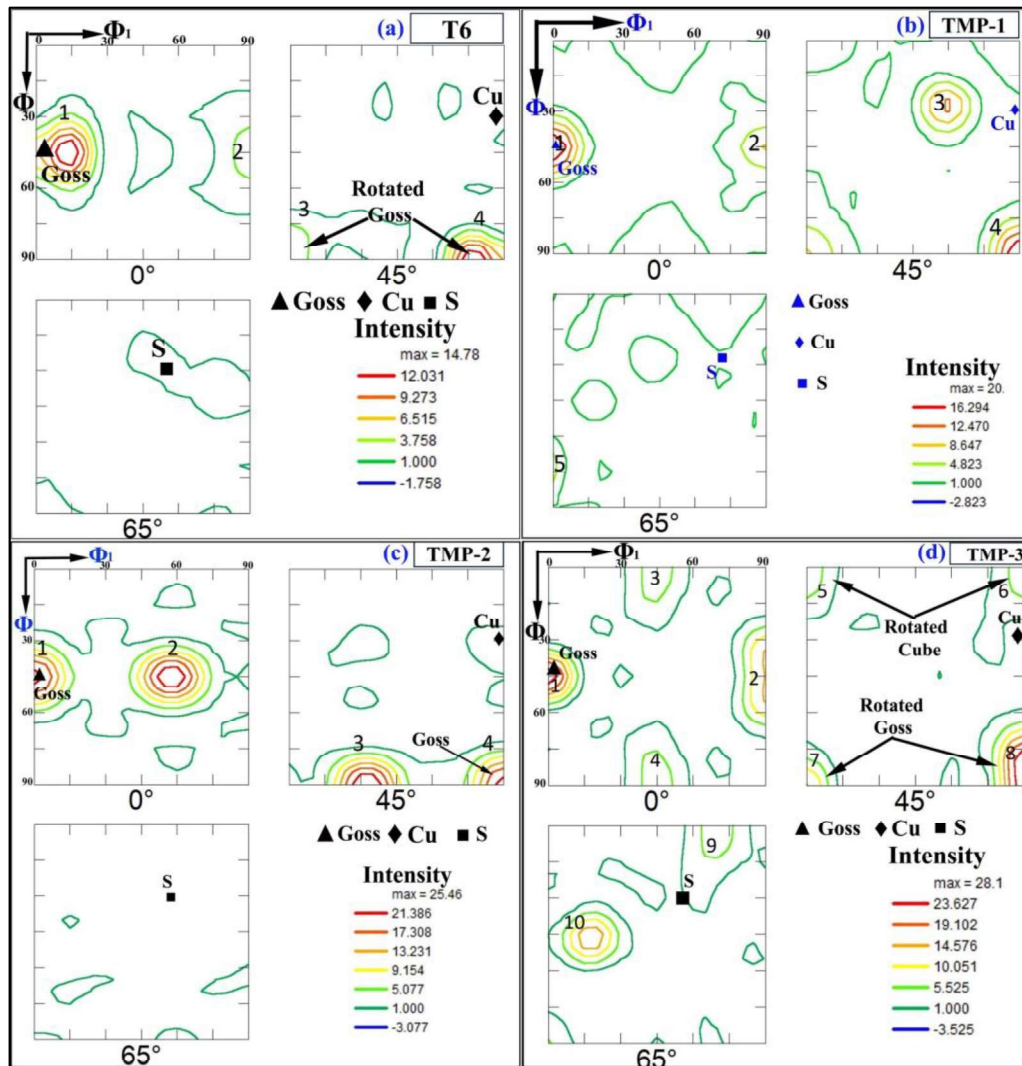 (a) T6
Φ₁
0 30 60 90
Φ
30
60
90
1
2
Goss
Cu
Rotated
Goss
3
4
0°
45°
S
65°
Goss Cu S
Intensity
max = 14.78
12.031
9.273
6.515
3.758
1.000
-1.758
(b) TMP-1
Φ₁
0 30 60 90
Φ
30
60
90
1
Goss
2
3
Cu
4
0°
45°
S
5
65°
Goss
Cu
S
Intensity
max = 20.
16.294
12.470
8.647
4.823
1.000
-2.823
(c) TMP-2
Φ₁
0 30 60 90
Φ
30
60
90
1
2
Goss
Cu
3
Goss
4
0°
45°
S
65°
Goss Cu S
Intensity
max = 25.46
21.386
17.308
13.231
9.154
5.077
1.000
-3.077
(d) TMP-3
Φ₁
0 30 60 90
Φ
30
60
90
3
Goss
1
2
4
5
6
Rotated
Cube
Cu
Rotated
Goss
7
8
0°
45°
9
S
10
65°
Goss Cu S
Intensity
max = 28.1
23.627
19.102
14.576
10.051
5.525
1.000
-3.525